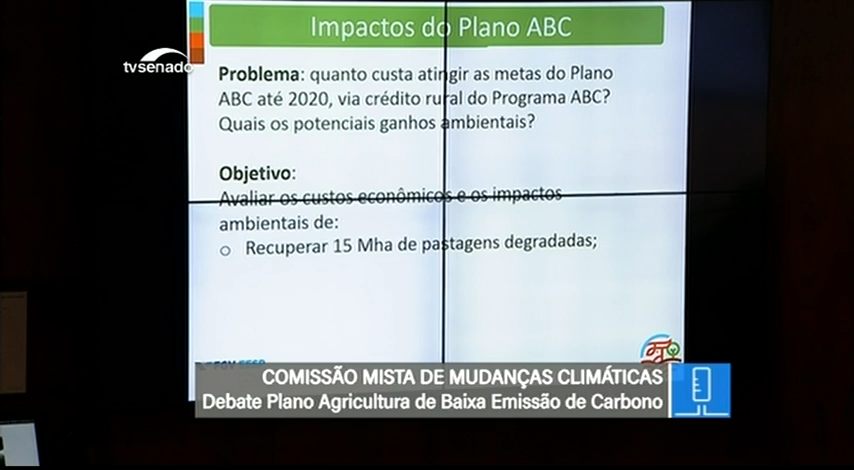 Impactos do Plano ABC
tvsenado
Problema: quanto custa atingir as metas do Plano
ABC até 2020, via crédito rural do Programa ABC?
Quais os potenciais ganhos ambientais?
Objetivo:
Avaliar os custos econômicos e os impactos
ambientais de:
o Recuperar 15 Mha de pastagens degradadas;
COMISSÃO MISTA DE MUDANÇAS CLIMÁTICAS
Debate Plano Agricultura de Baixa Emissão de Carbono